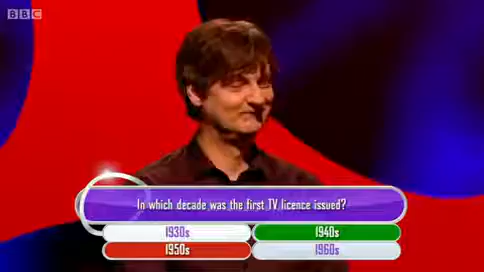 BBC
In which decade was the first TV licence issued?
1930s
1940s
1950s
1960s